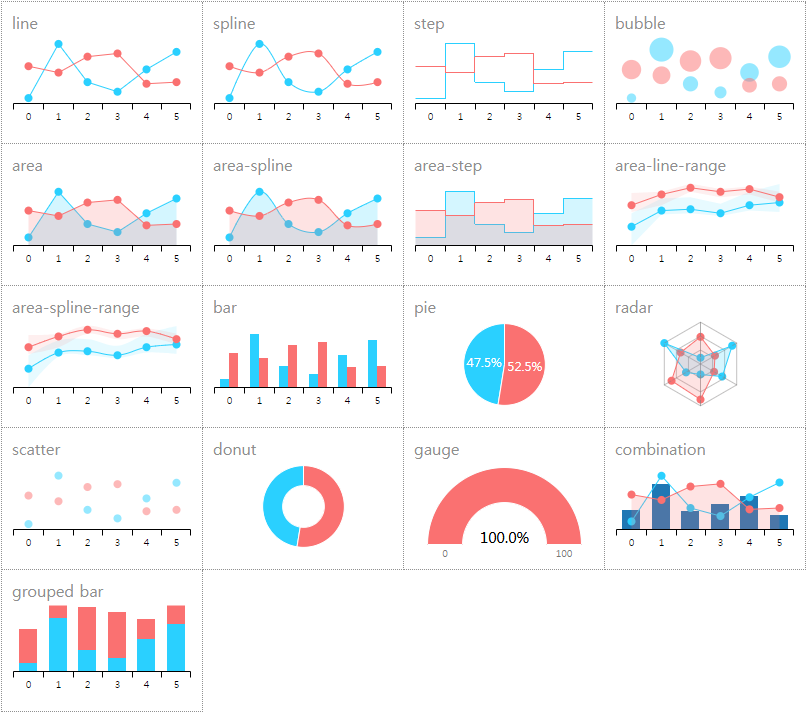 line
0 1 2 3 4 5
spline
0 1 2 3 4 5
step
0 1 2 3 4 5
bubble
0 1 2 3 4 5
area
0 1 2 3 4 5
area-spline
0 1 2 3 4 5
area-step
0 1 2 3 4 5
area-line-range
0 1 2 3 4 5
area-spline-range
0 1 2 3 4 5
bar
0 1 2 3 4 5
pie
47.5% 52.5%
radar
scatter
0 1 2 3 4 5
donut
gauge
100.0%
0 100
combination
0 1 2 3 4 5
grouped bar
0 1 2 3 4 5